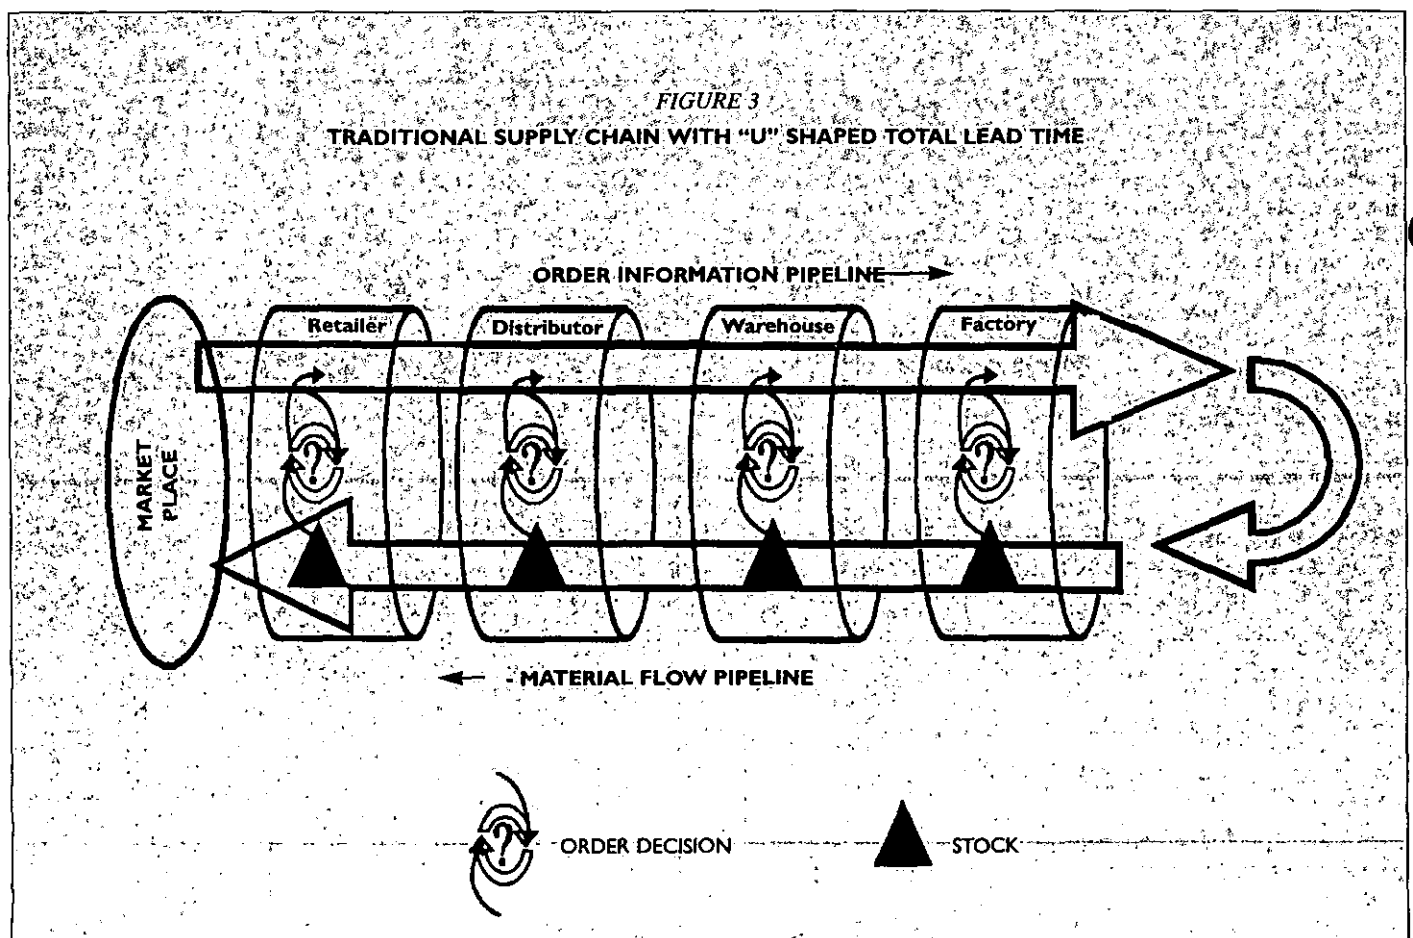 FIGURE 3
TRADITIONAL SUPPLY CHAIN WITH “U” SHAPED TOTAL LEAD TIME
ORDER INFORMATION PIPELINE
Retailer
Distributor
Warehouse
Factory
MARKET
PLACE
?
?
?
?
MATERIAL FLOW PIPELINE
?
ORDER DECISION
STOCK